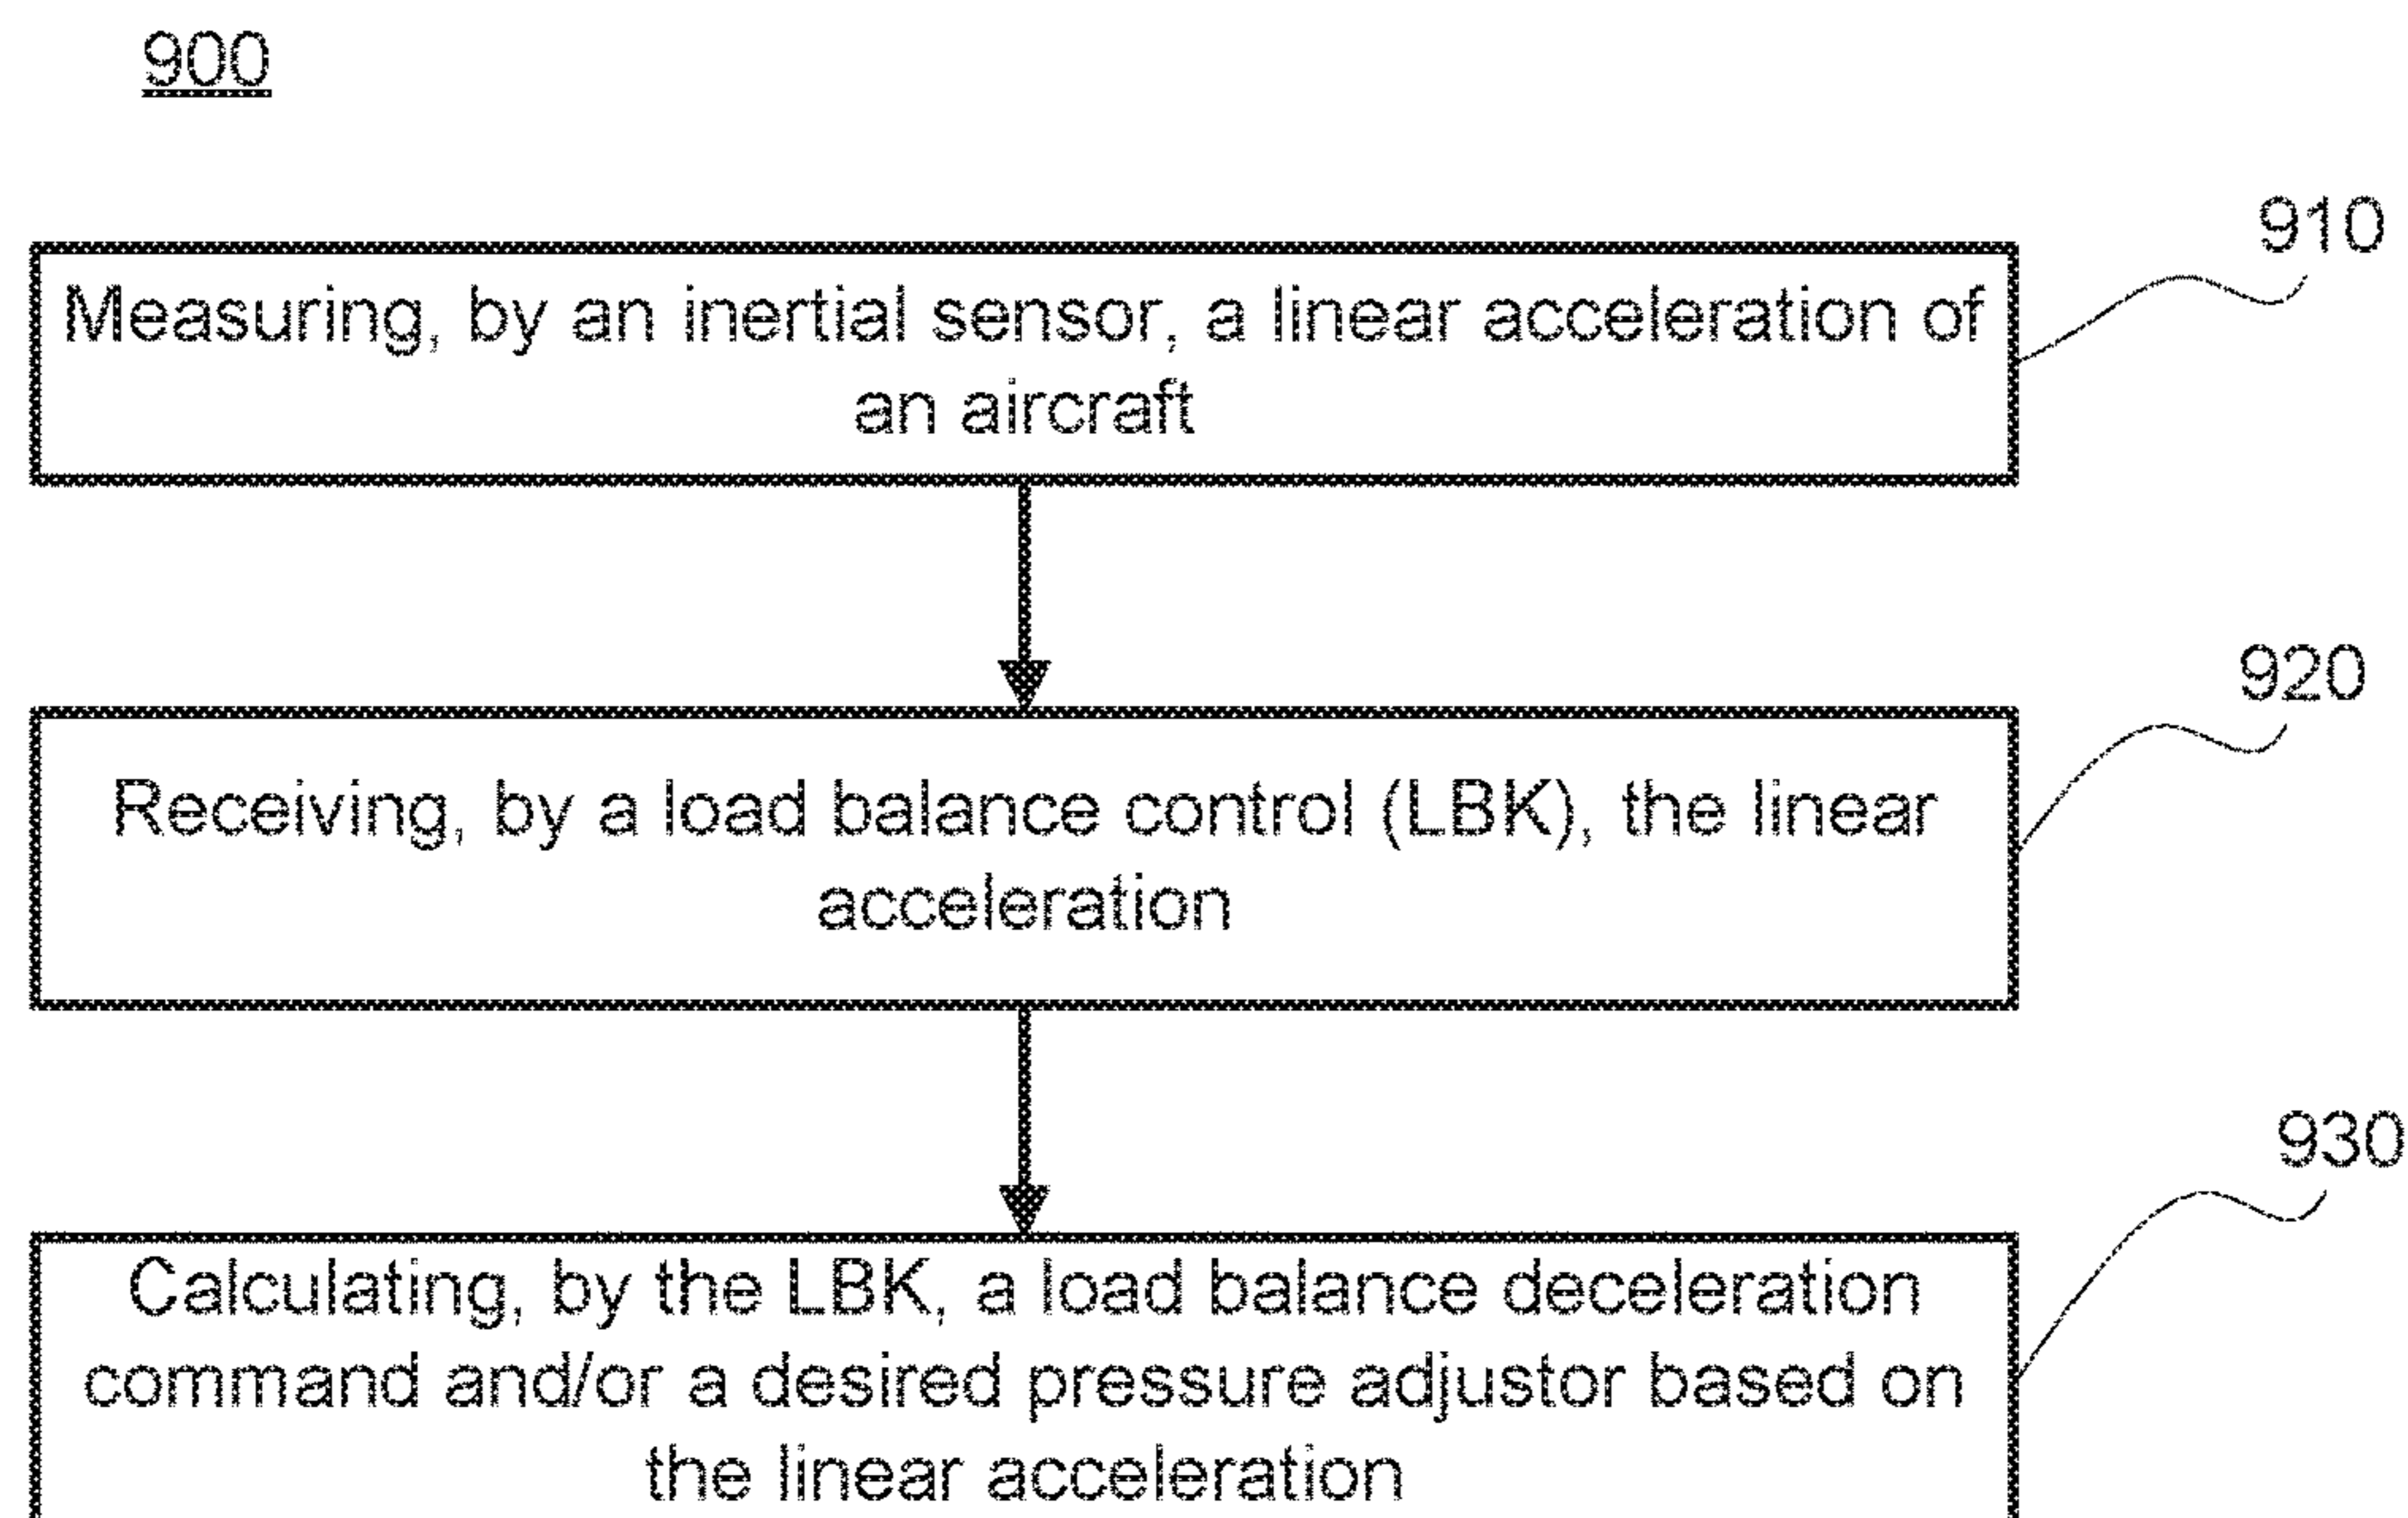 900
910
Measuring, by an inertial sensor, a linear acceleration of
an aircraft
920
Receiving, by a load balance control (LBK), the linear
acceleration
930
Calculating, by the LBK, a load balance deceleration
command and/or a desired pressure adjustor based on
the linear acceleration